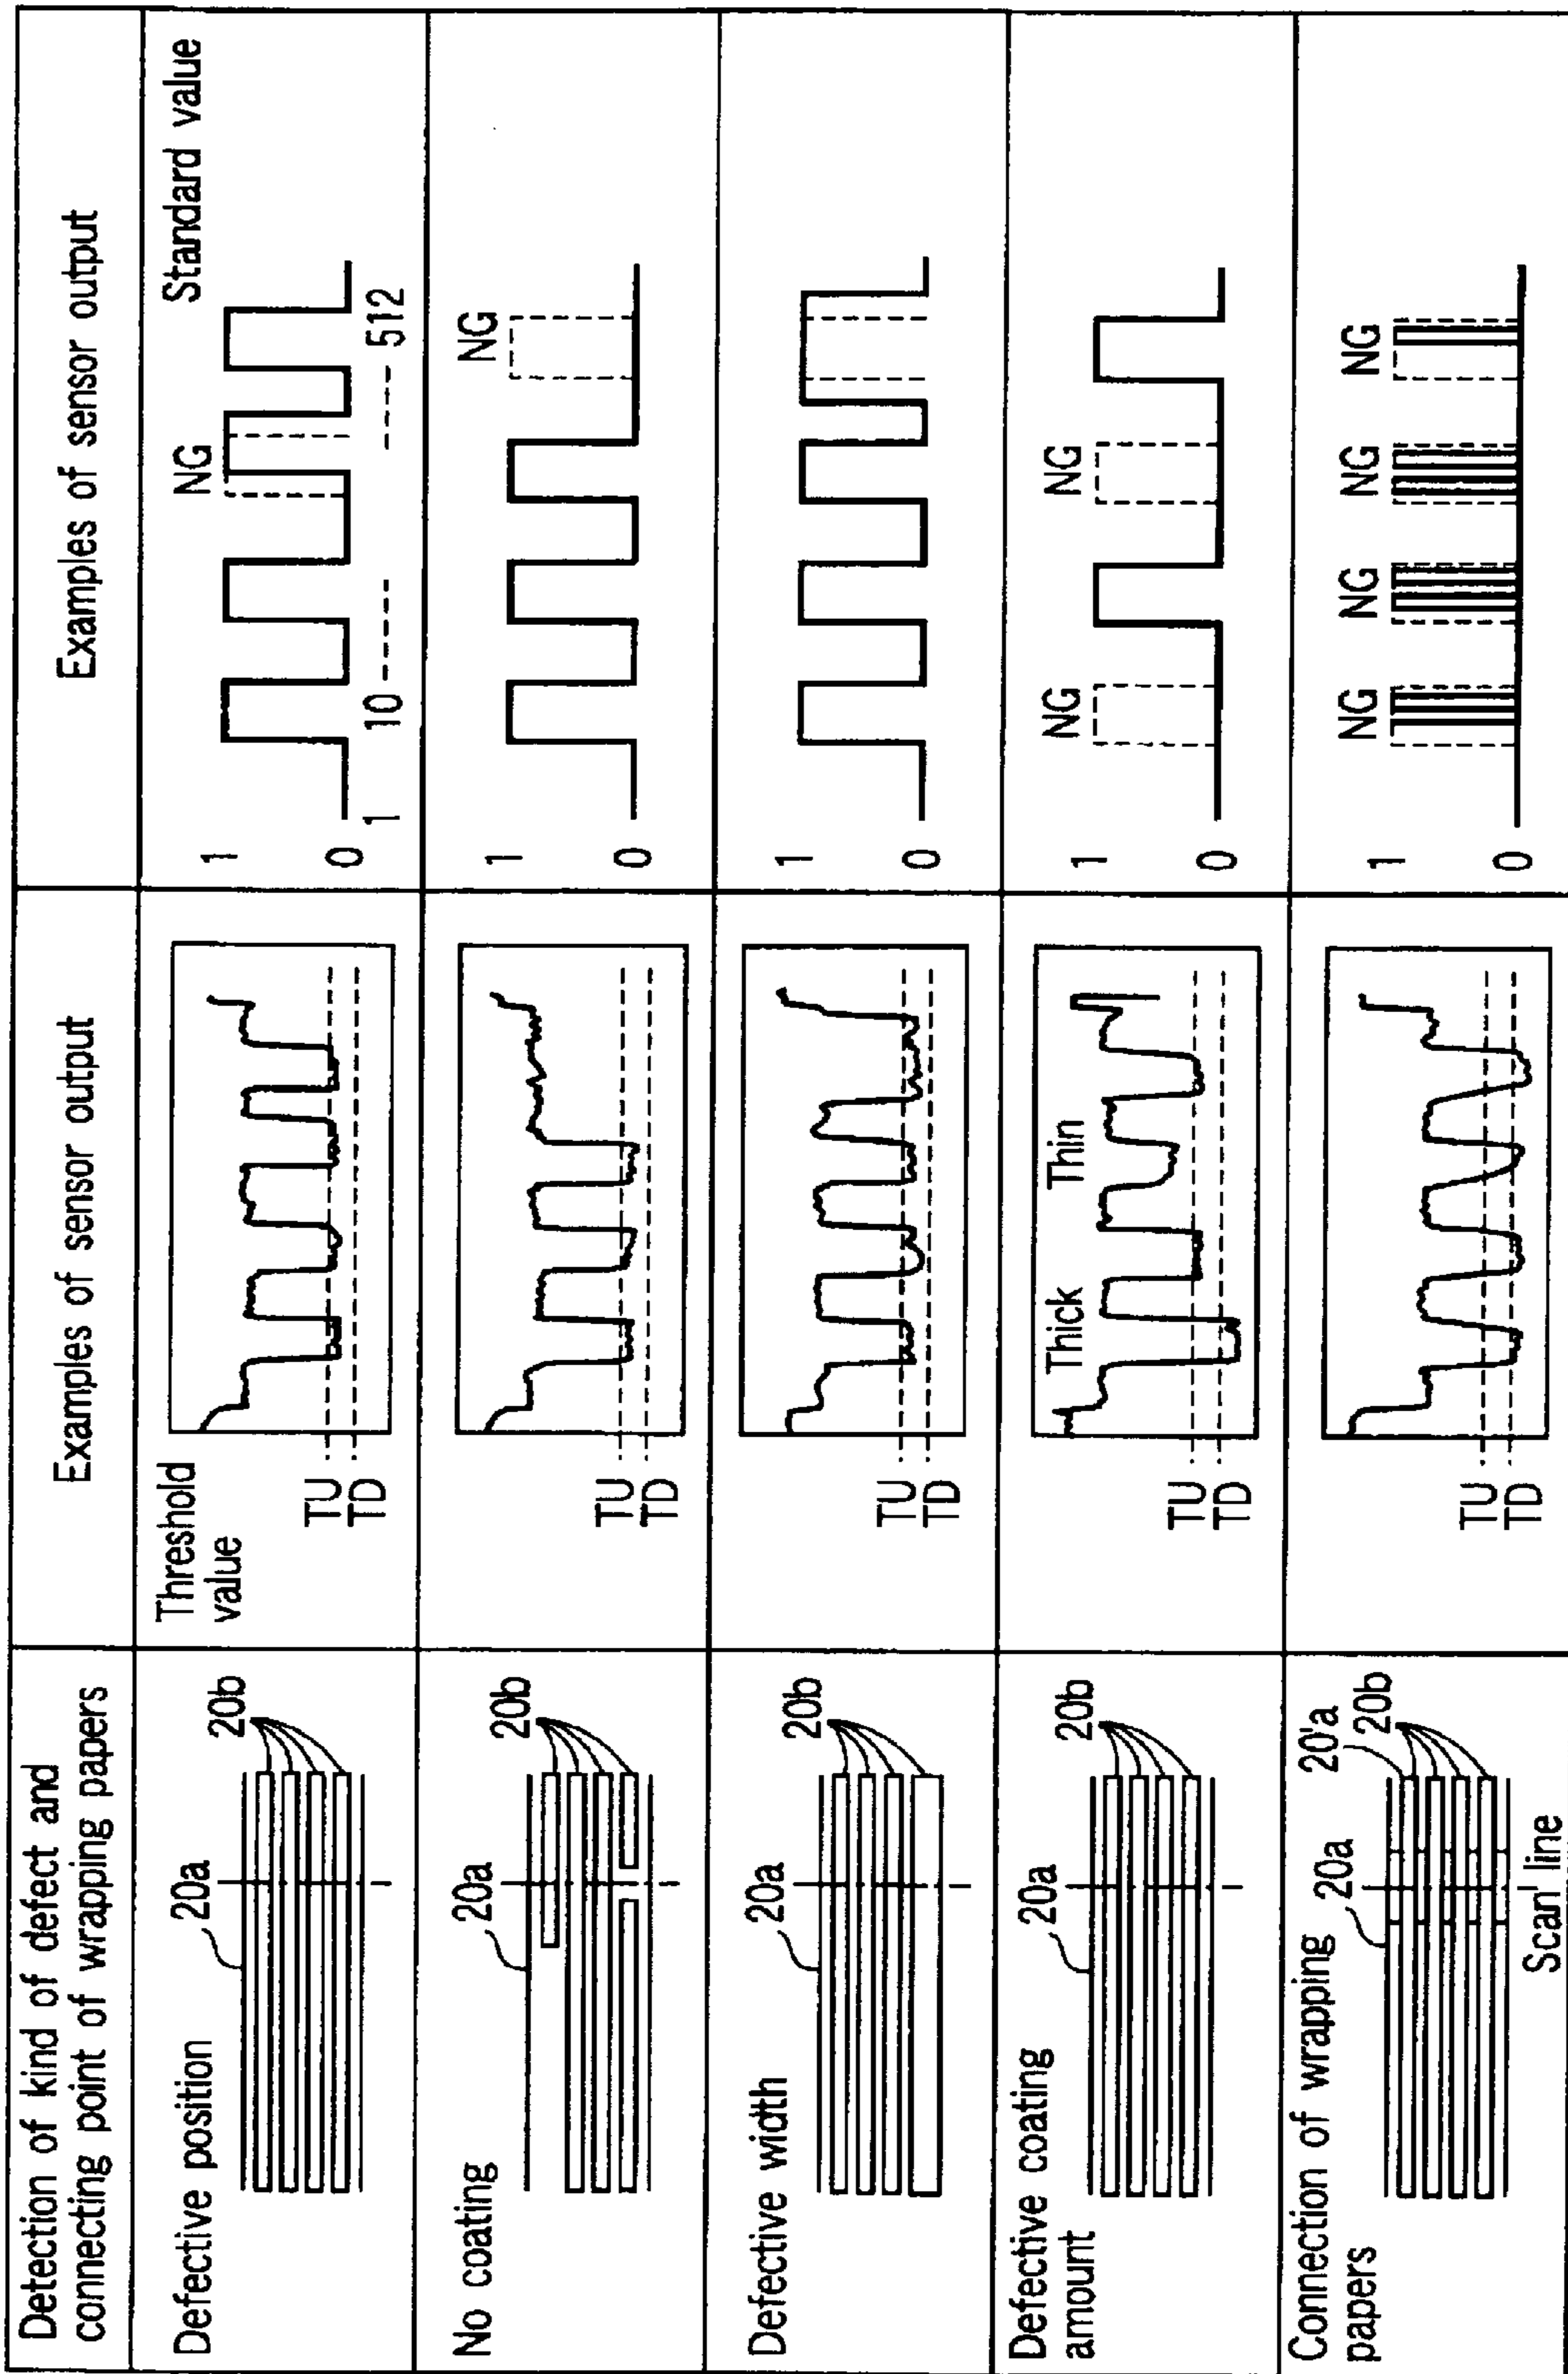 Detection of kind of defect and
connecting point of wrapping papers
Examples of sensor output
Examples of sensor output
Defective position
20a
20b
Threshold
value
TU
TD
1
0
NG
Standard value
1
10
512
No coating
20a
20b
TU
TD
1
0
NG
Defective width
20a
20b
TU
TD
1
0
Defective coating
amount
20a
20b
Thick
Thin
TU
TD
1
0
NG
NG
Connection of wrapping
papers
20a
20'a
20b
Scan' line
TU
TD
1
0
NG
NG
NG
NG